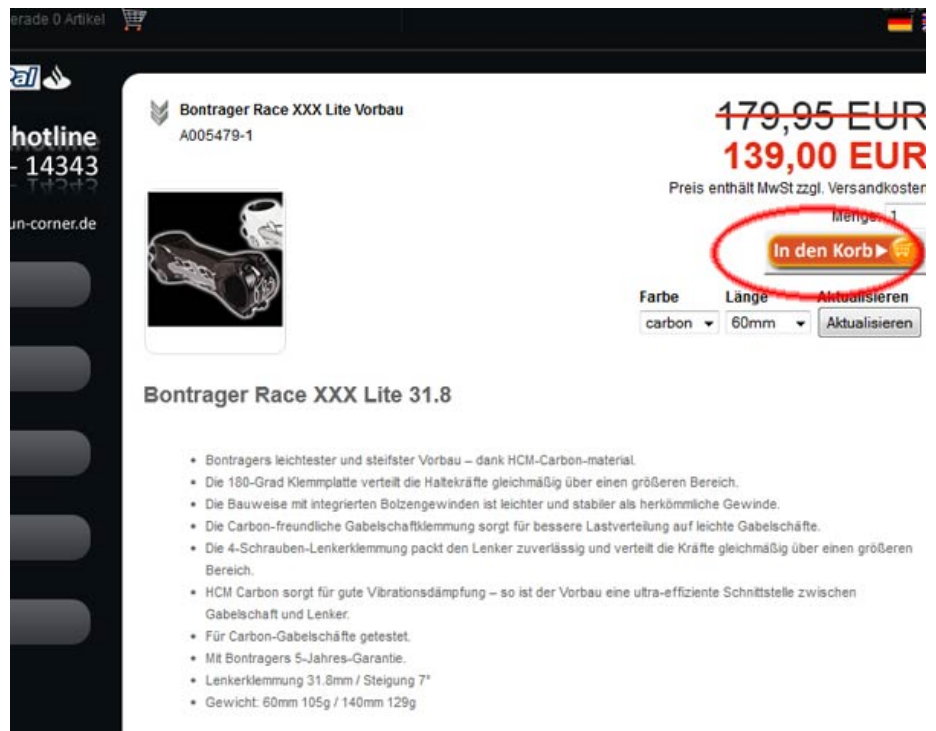 erade 0 Artikel
Pal
hotline
- 14343
un-corner.de
Bontrager Race XXX Lite Vorbau
A005479-1
179,95 EUR
139,00 EUR
Preis enthält MwSt zzgl. Versandkosten
Menge: 1
In den Korb
Farbe Länge Aktualisieren
carbon 60mm Aktualisieren
Bontrager Race XXX Lite 31.8
• Bontragers leichtester und steifster Vorbau – dank HCM-Carbon-material.
• Die 180-Grad Klemmplatte verteilt die Haltekräfte gleichmäßig über einen größeren Bereich.
• Die Bauweise mit integrierten Bolzengewinden ist leichter und stabiler als herkömmliche Gewinde.
• Die Carbon-freundliche Gabelschaftklemmung sorgt für bessere Lastverteilung auf leichte Gabelschäfte.
• Die 4-Schrauben-Lenkerklemmung packt den Lenker zuverlässig und verteilt die Kräfte gleichmäßig über einen größeren
Bereich.
• HCM Carbon sorgt für gute Vibrationsdämpfung – so ist der Vorbau eine ultra-effiziente Schnittstelle zwischen
Gabelschaft und Lenker.
• Für Carbon-Gabelschäfte getestet.
• Mit Bontragers 5-Jahres-Garantie.
• Lenkerklemmung 31.8mm / Steigung 7°
• Gewicht: 60mm 105g / 140mm 129g